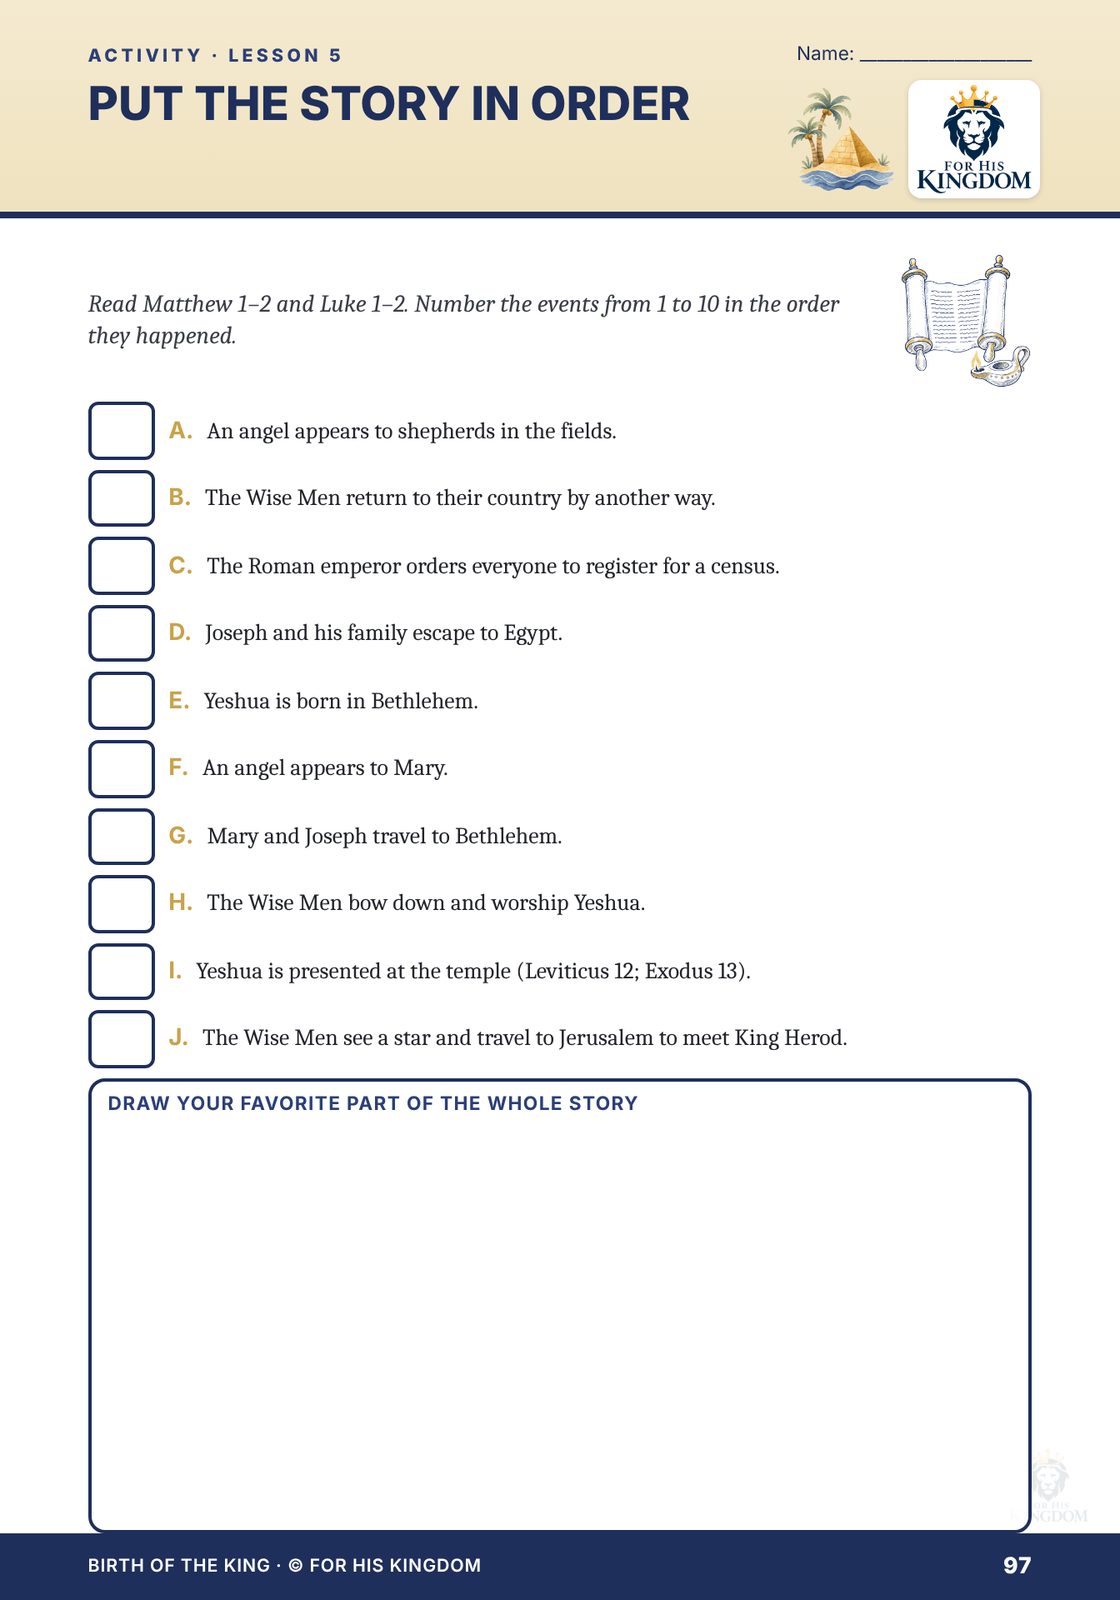 ACTIVITY · LESSON 5
Name: ____________________
PUT THE STORY IN ORDER
FOR HIS
KINGDOM
Read Matthew 1–2 and Luke 1–2. Number the events from 1 to 10 in the order
they happened.
A. An angel appears to shepherds in the fields.
B. The Wise Men return to their country by another way.
C. The Roman emperor orders everyone to register for a census.
D. Joseph and his family escape to Egypt.
E. Yeshua is born in Bethlehem.
F. An angel appears to Mary.
G. Mary and Joseph travel to Bethlehem.
H. The Wise Men bow down and worship Yeshua.
I. Yeshua is presented at the temple (Leviticus 12; Exodus 13).
J. The Wise Men see a star and travel to Jerusalem to meet King Herod.
DRAW YOUR FAVORITE PART OF THE WHOLE STORY
BIRTH OF THE KING · © FOR HIS KINGDOM
97